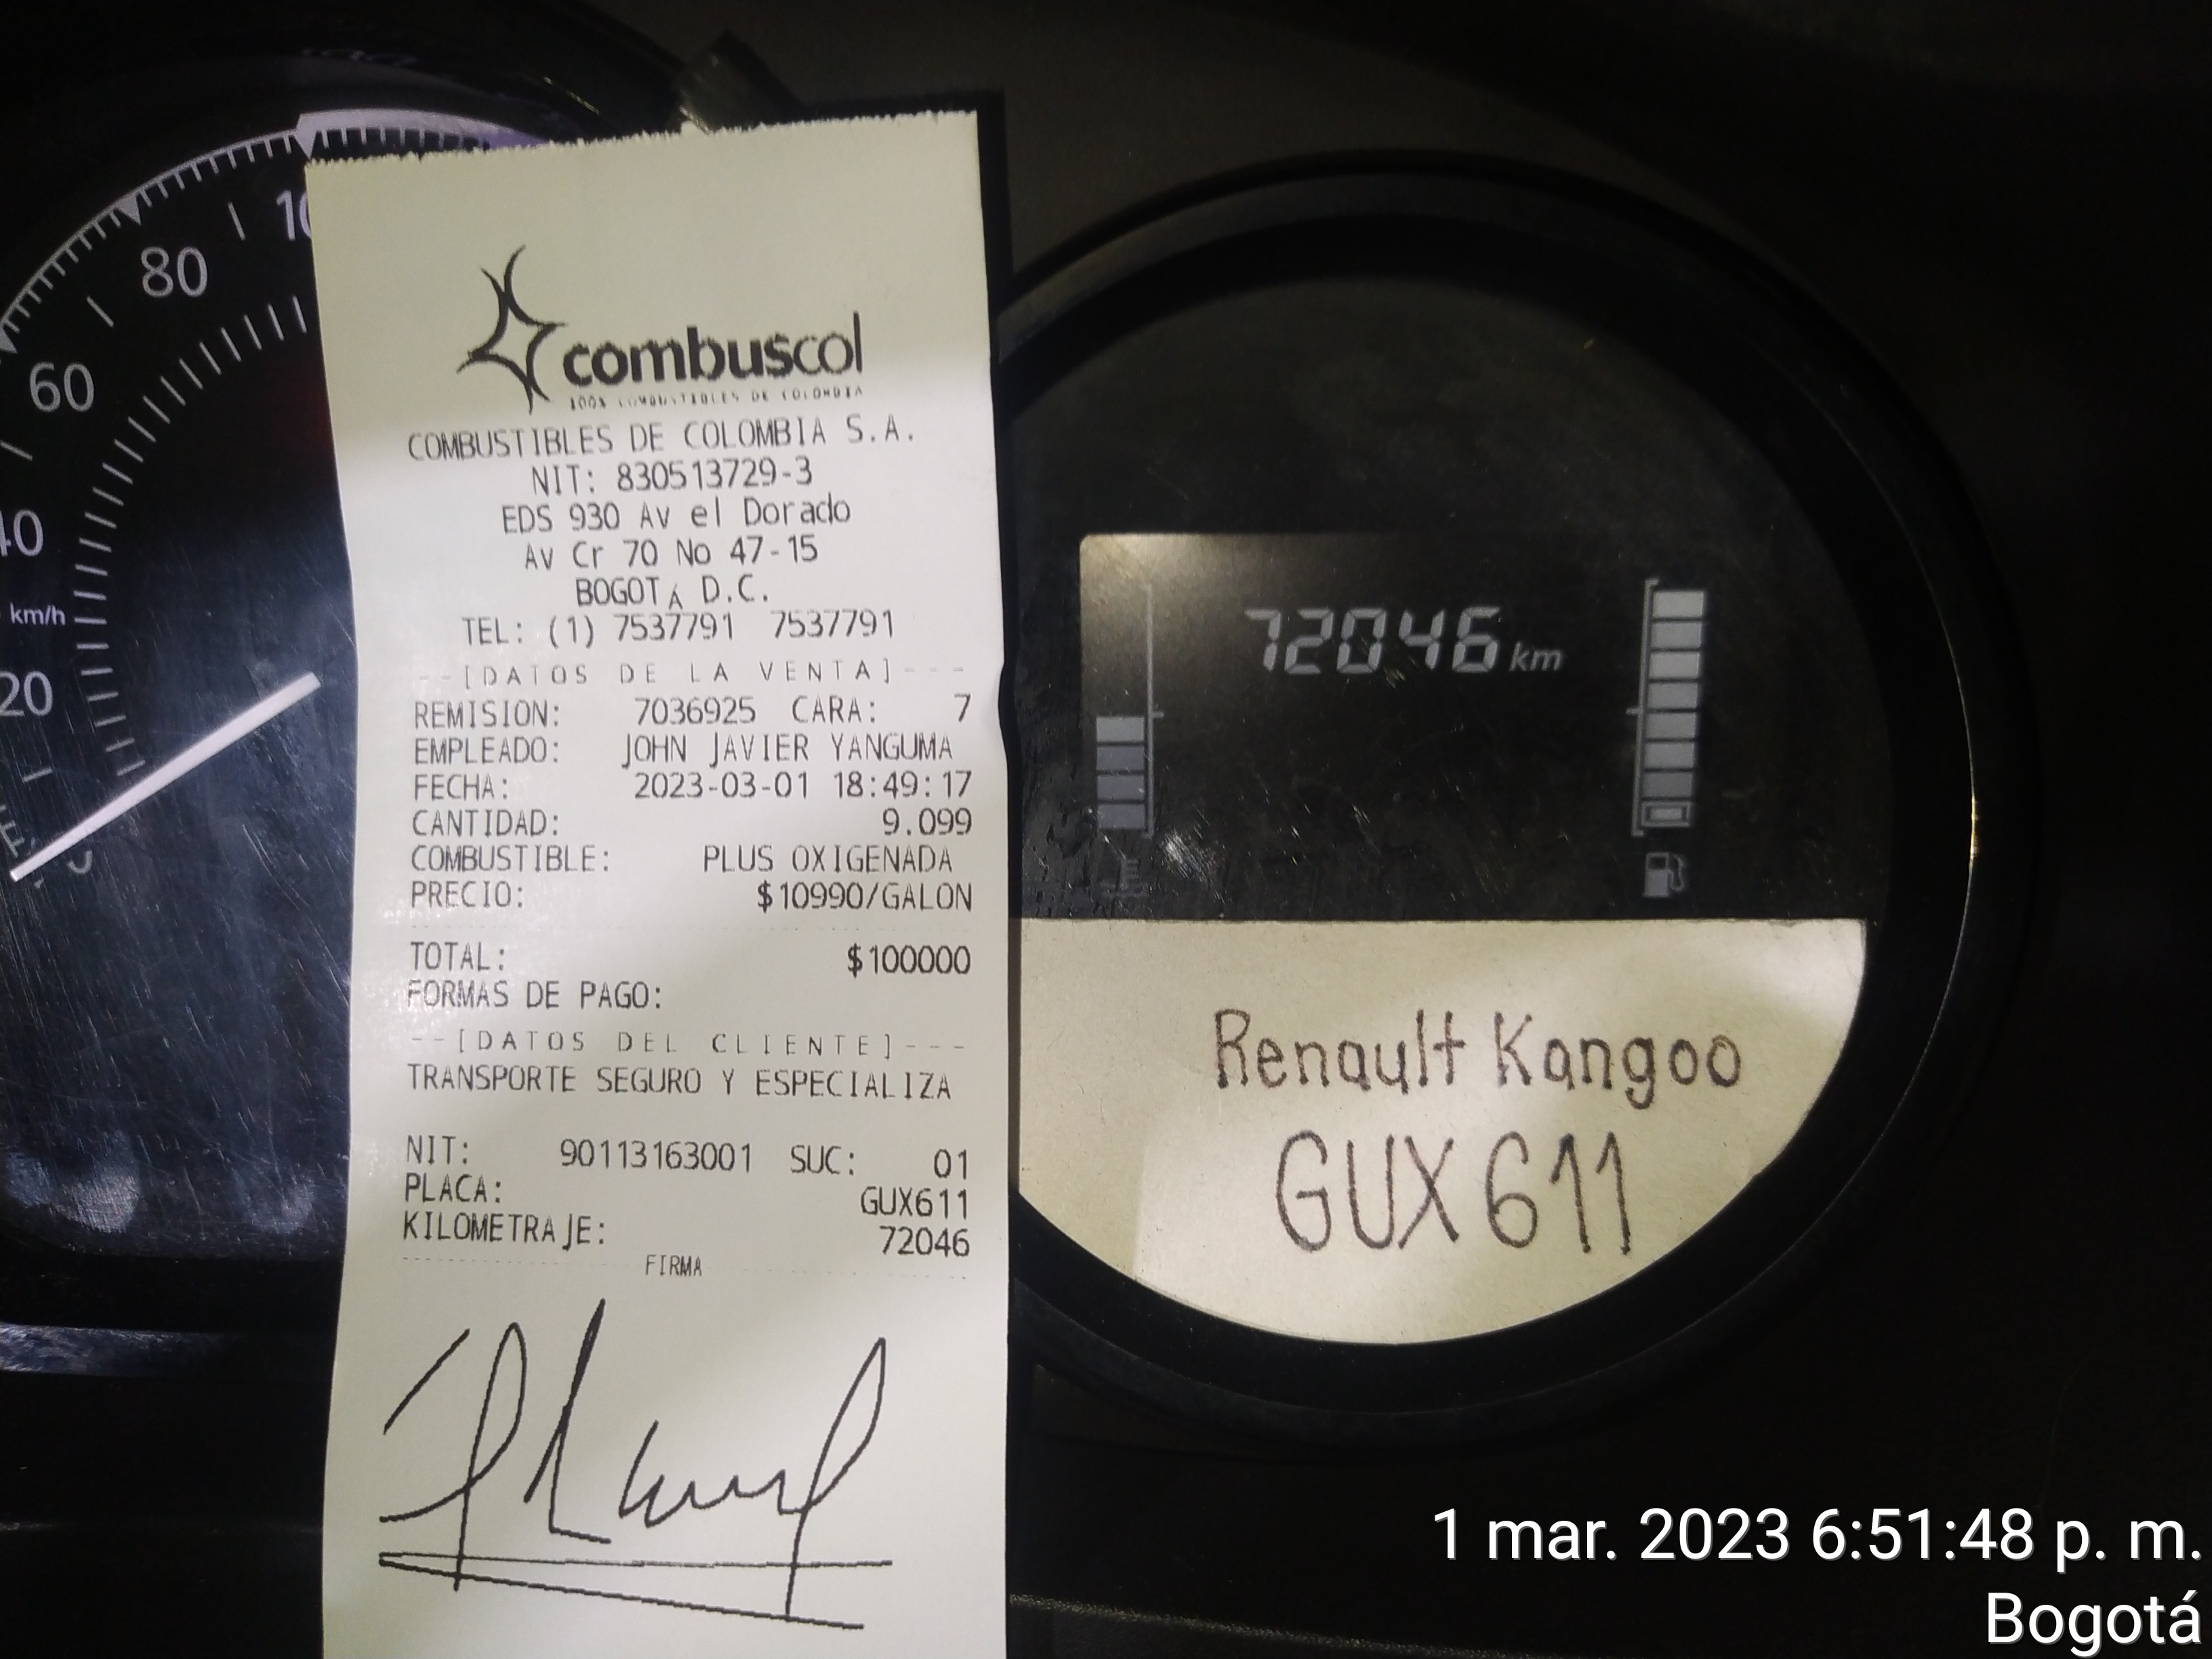 combuscol
100% COMBUSTIBLES DE COLOMBIA
COMBUSTIBLES DE COLOMBIA S.A.
NIT: 830513729-3
EDS 930 Av el Dorado
Av Cr 70 No 47-15
BOGOTÁ D.C.
TEL: (1) 7537791 7537791
--[DATOS DE LA VENTA]---
REMISION: 7036925 CARA: 7
EMPLEADO: JOHN JAVIER YANGUMA
FECHA: 2023-03-01 18:49:17
CANTIDAD: 9.099
COMBUSTIBLE: PLUS OXIGENADA
PRECIO: $10990/GALON
TOTAL: $100000
FORMAS DE PAGO:
--[DATOS DEL CLIENTE]---
TRANSPORTE SEGURO Y ESPECIALIZA
NIT: 90113163001 SUC: 01
PLACA: GUX611
KILOMETRAJE: 72046
FIRMA
80
60
40
km/h
20
72046 km
Renault Kangoo
GUX 611
1 mar. 2023 6:51:48 p. m.
Bogotá